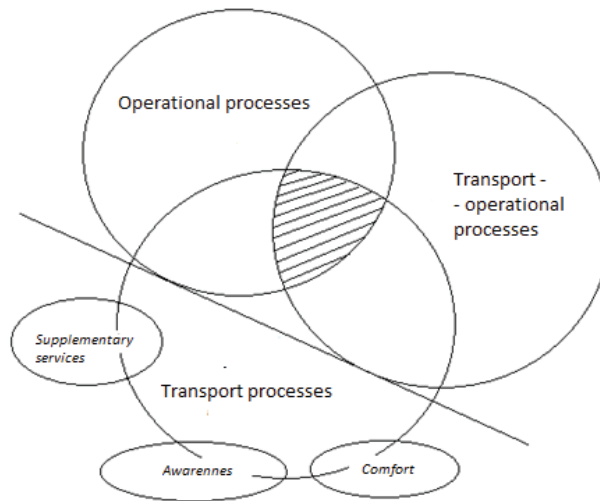 Operational processes
Transport -
- operational
processes
Supplementary
services
Transport processes
Awarennes
Comfort